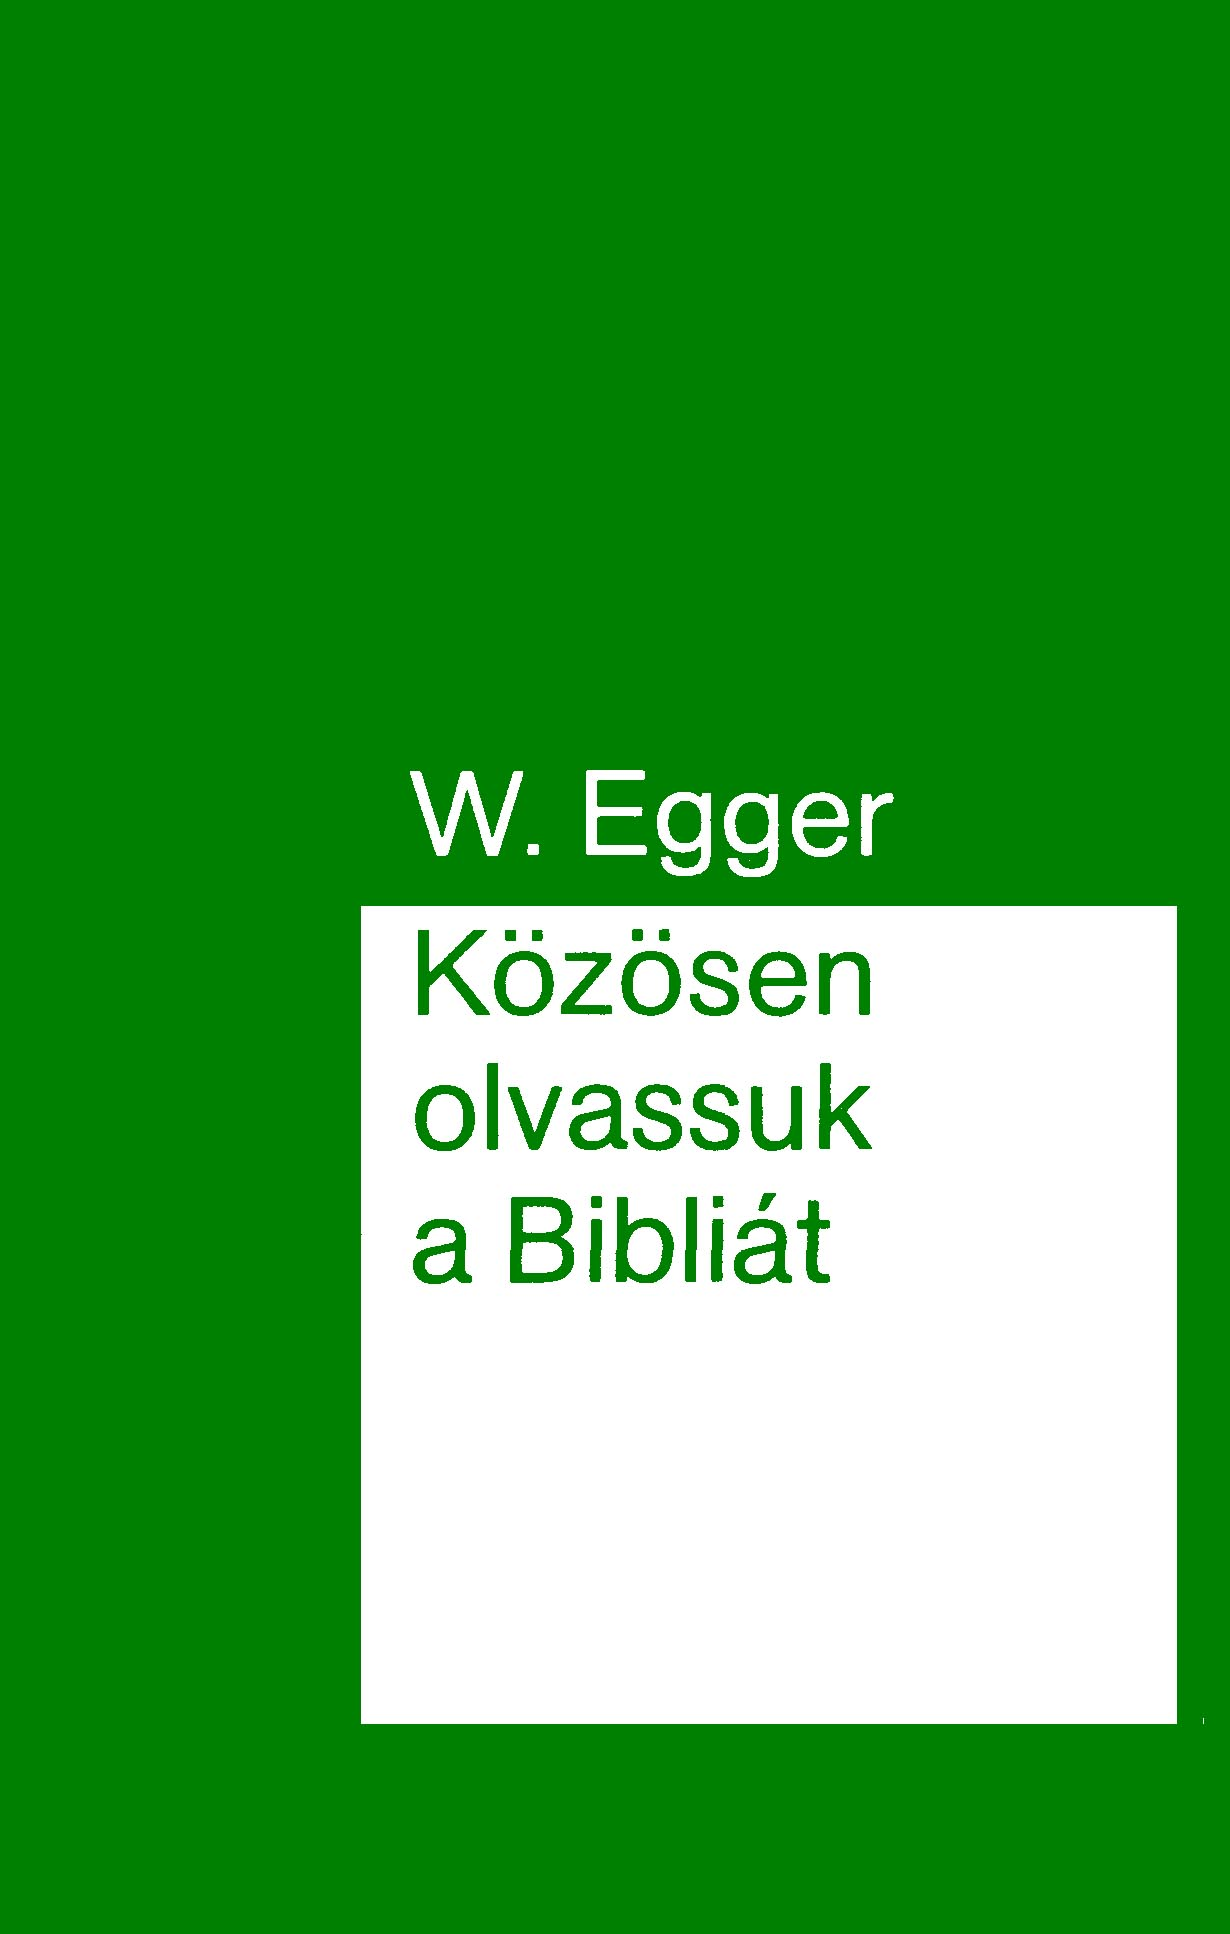 W. Egger
Közösen
olvassuk
a Bibliát